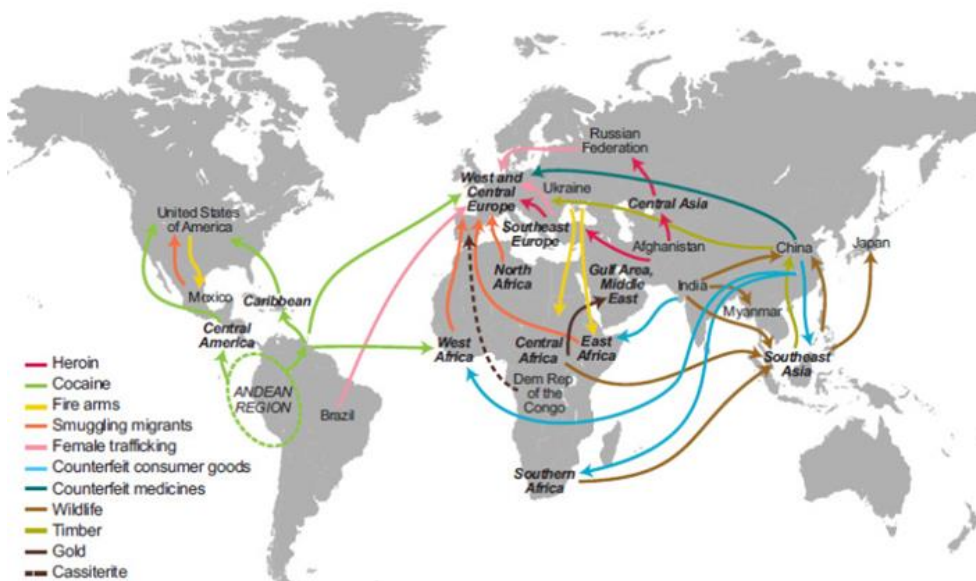 Russian
Federation
West and
Central
Europe
Ukraine
United States
of America
Central Asia
Southeast
Europe
Afghanistan
China
Japan
North
Africa
Gulf Area,
Middle
East
India
Mexico
Caribbean
Myanmar
Central
America
West
Africa
Central
Africa
East
Africa
Southeast
Asia
Dem Rep
of the
Congo
ANDEAN
REGION
Brazil
Southern
Africa
Heroin
Cocaine
Fire arms
Smuggling migrants
Female trafficking
Counterfeit consumer goods
Counterfeit medicines
Wildlife
Timber
Gold
Cassiterite